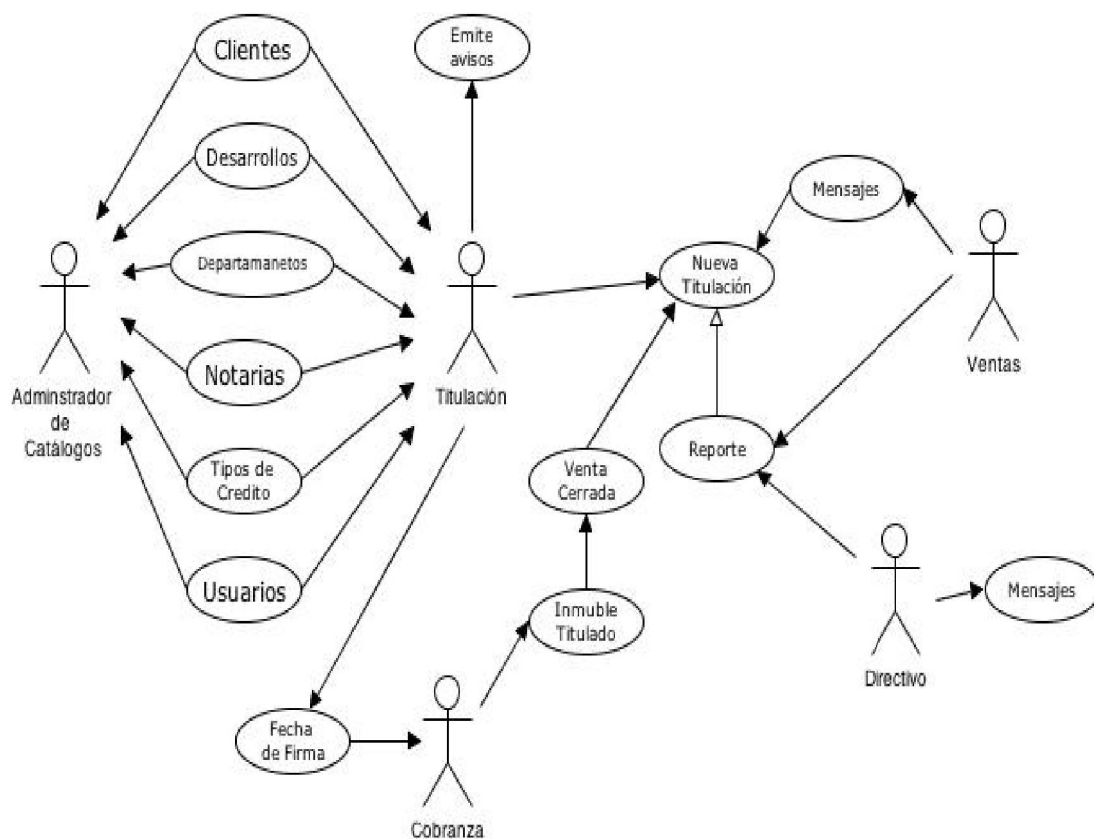 Clientes
Emite
avisos
Desarrollos
Mensajes
Departamanetos
Nueva
Titulación
Ventas
Notarias
Adminstrador
de
Catálogos
Titulación
Reporte
Tipos de
Credito
Venta
Cerrada
Usuarios
Inmuble
Titulado
Mensajes
Directivo
Fecha
de Firma
Cobranza